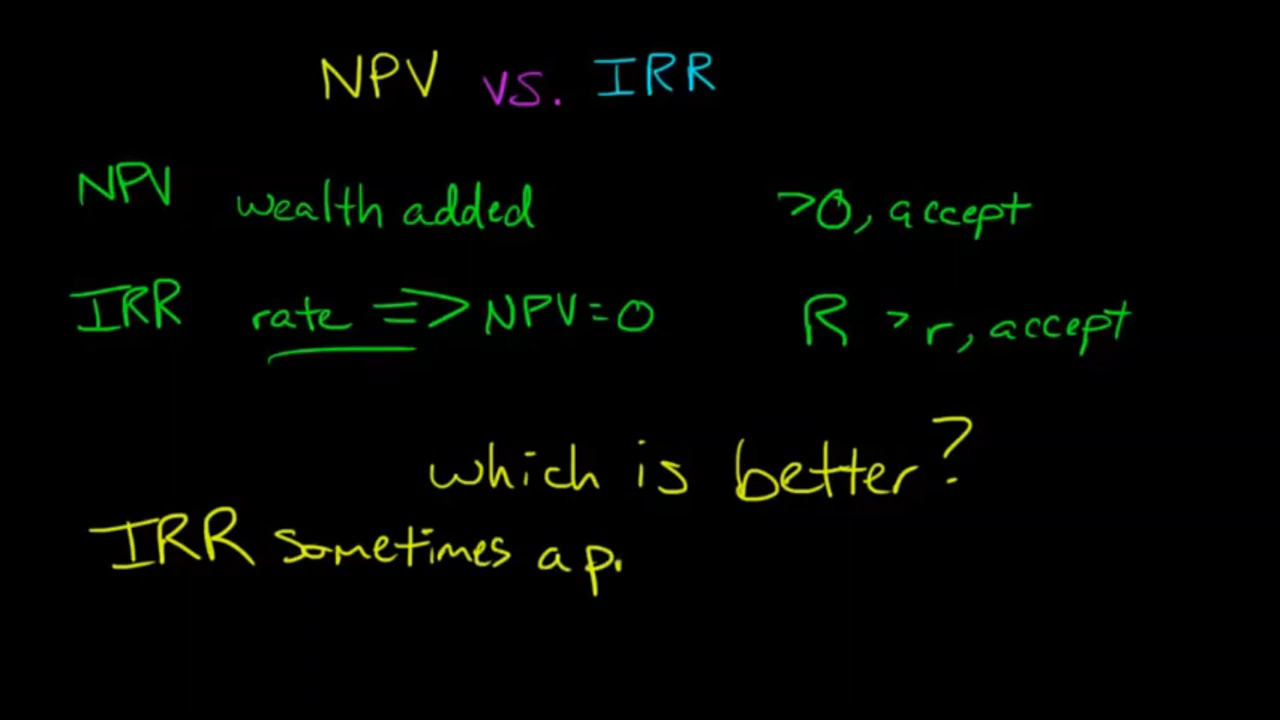 NPV vs. IRR
NPV wealth added >0, accept
IRR rate => NPV=0 R > r, accept
which is better?
IRR sometimes a p.